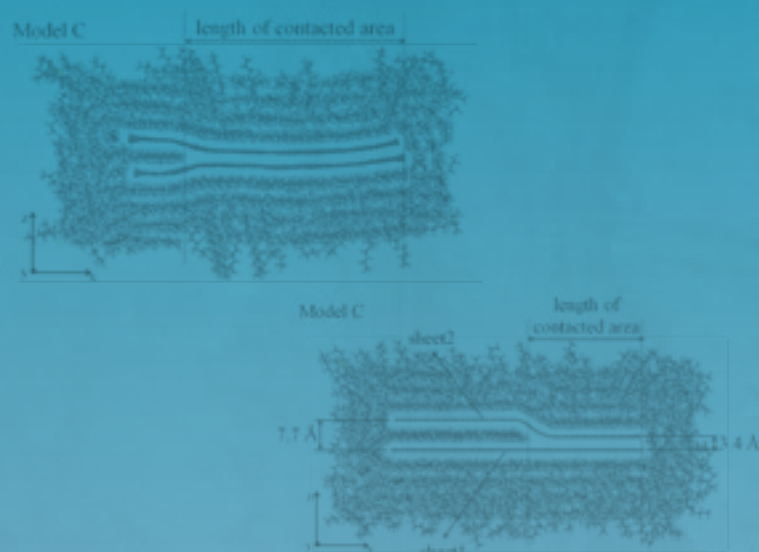 Model C
length of contacted area
Model C
length of
contacted area
sheet2
7.7 Å
3.4 Å